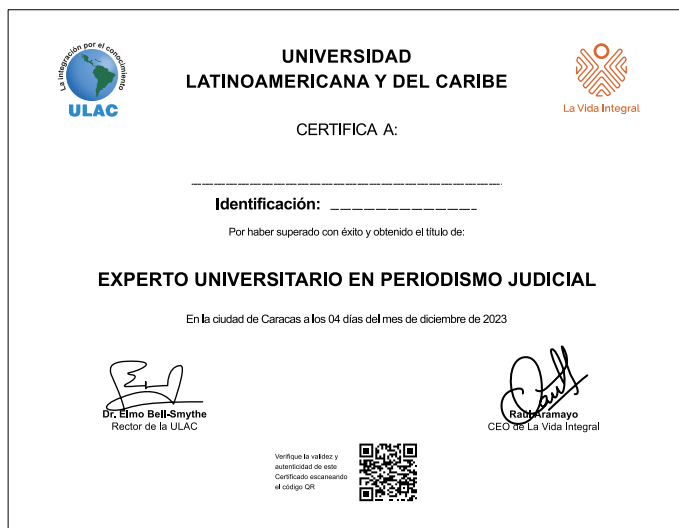 La integración por el conocimiento
ULAC
UNIVERSIDAD
LATINOAMERICANA Y DEL CARIBE
La Vida Integral
CERTIFICA A:
Identificación:
Por haber superado con éxito y obtenido el título de:
EXPERTO UNIVERSITARIO EN PERIODISMO JUDICIAL
En la ciudad de Caracas a los 04 días del mes de diciembre de 2023
Dr. Elmo Bell-Smythe
Rector de la ULAC
Raúl Aramayo
CEO de La Vida Integral
Verifique la validez y
autenticidad de este
Certificado escaneando
el código QR